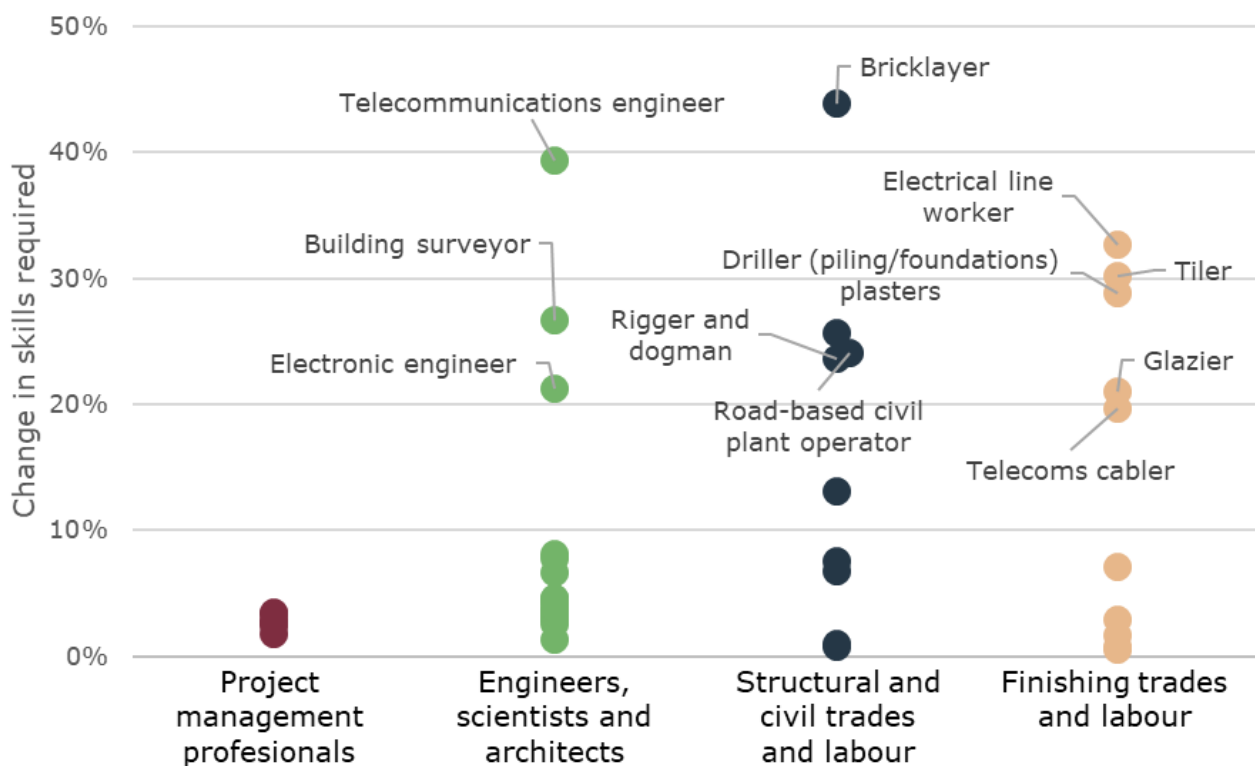 50%
Bricklayer
Telecommunications engineer
40%
Electrical line
worker
Building surveyor
Driller (piling/foundations)
plasters
Tiler
30%
Rigger and
dogman
Electronic engineer
Glazier
20%
Road-based civil
plant operator
Telecoms cabler
10%
0%
Change in skills required
Project
management
profesionals
Engineers,
scientists and
architects
Structural and
civil trades
and labour
Finishing trades
and labour